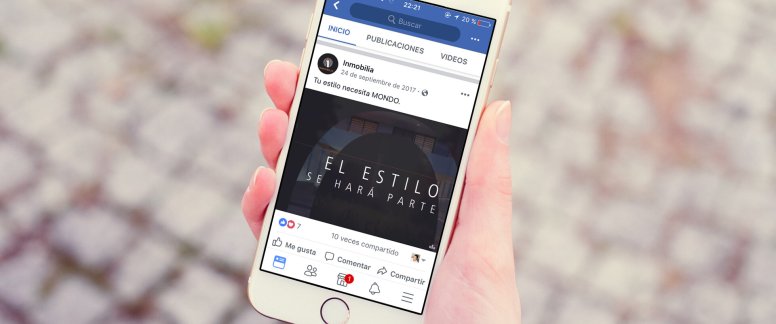 22:21
20 %
Buscar
INICIO
PUBLICACIONES
VIDEOS
Inmobilia
24 de septiembre de 2017
Tu estilo necesita MONDO.
EL ESTILO
SE HARÁ PARTE
7
10 veces compartido
Me gusta
Comentar
Compartir
1